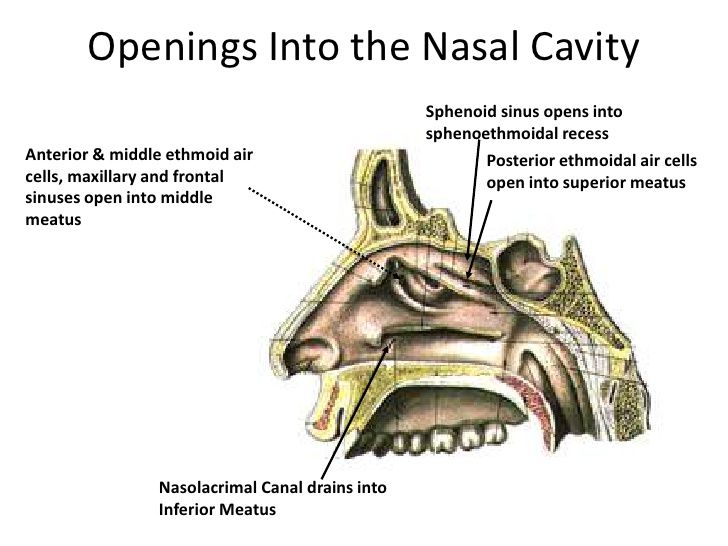 Openings Into the Nasal Cavity
Sphenoid sinus opens into
sphenoethmoidal recess
Anterior & middle ethmoid air
cells, maxillary and frontal
sinuses open into middle
meatus
Posterior ethmoidal air cells
open into superior meatus
Nasolacrimal Canal drains into
Inferior Meatus